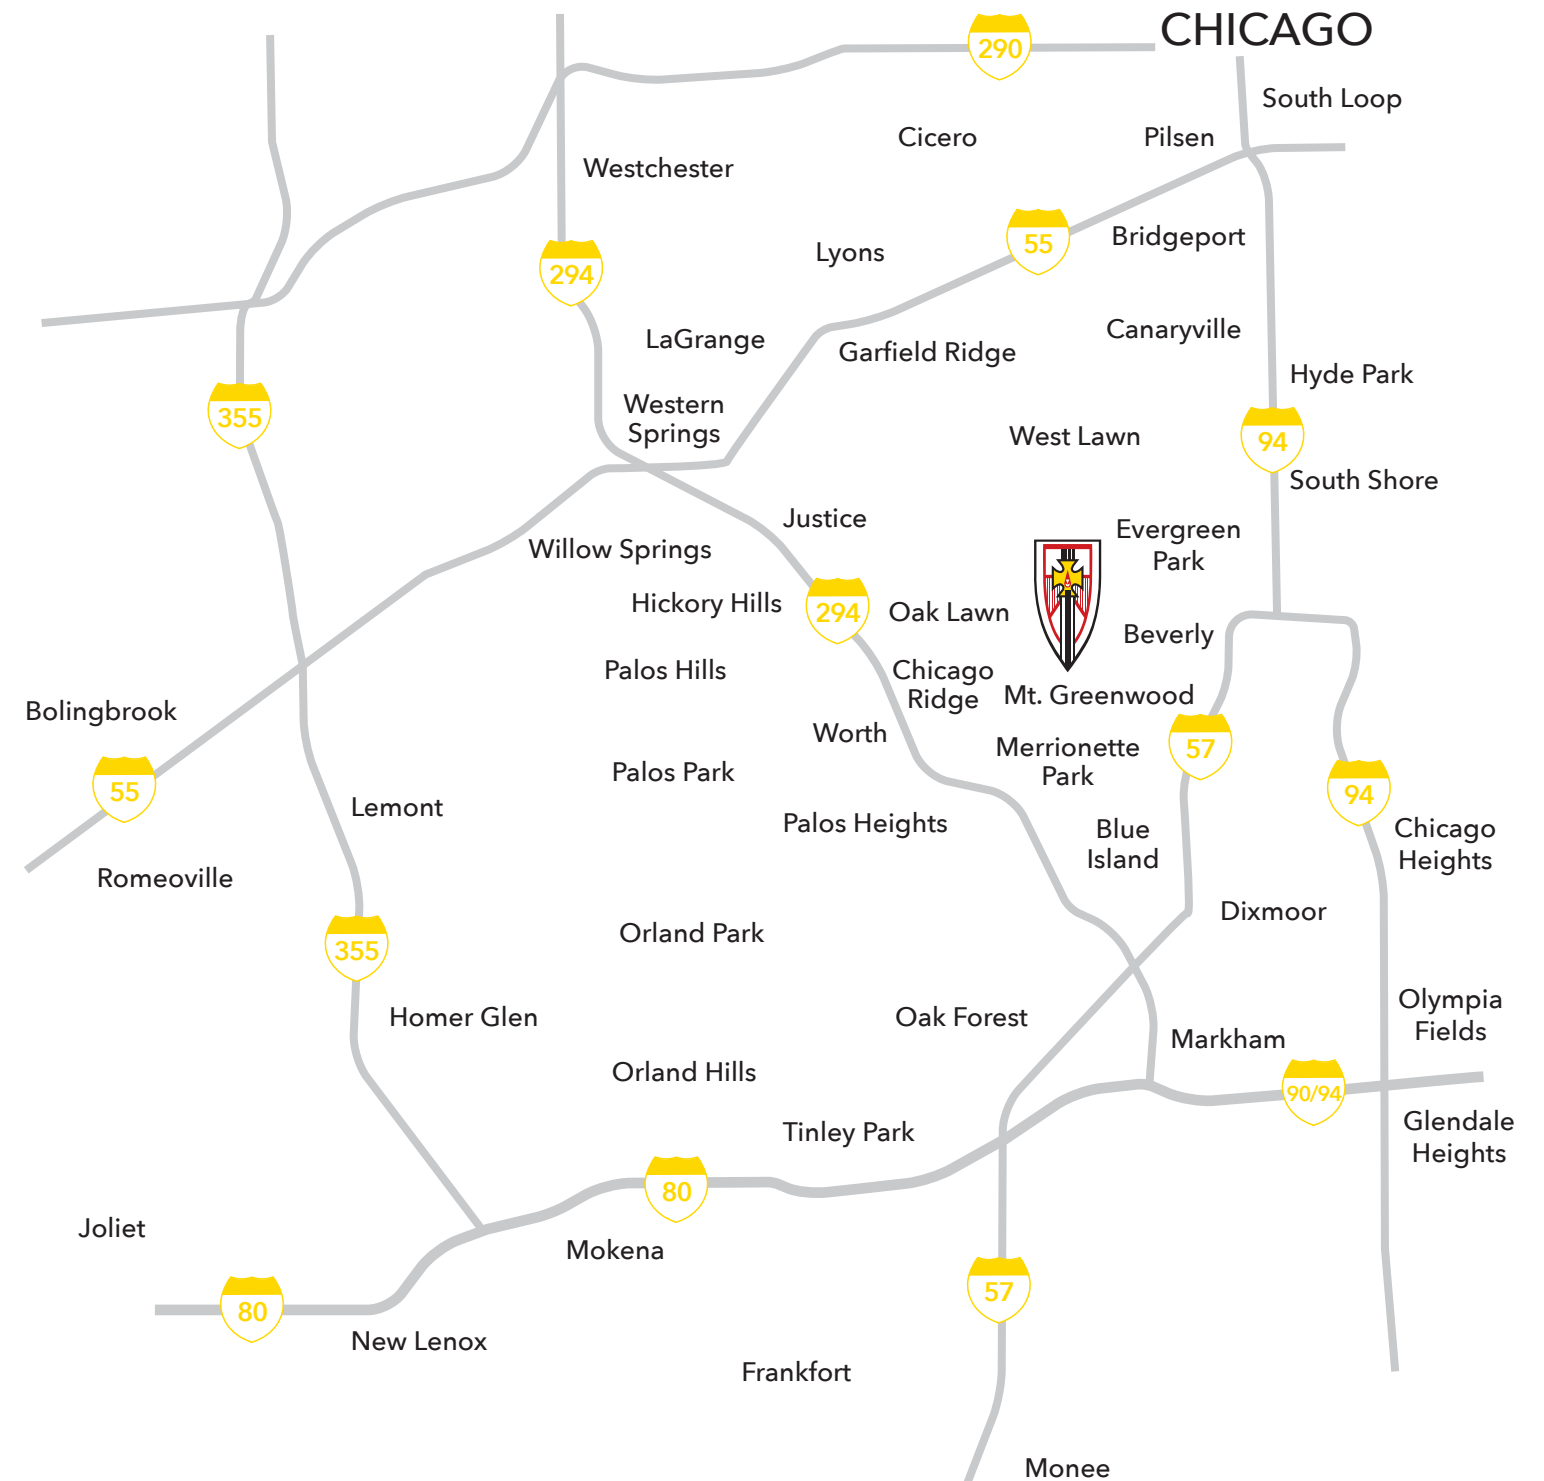 CHICAGO
290
South Loop
Cicero
Pilsen
Westchester
55
Bridgeport
Lyons
294
Canaryville
LaGrange
Garfield Ridge
Hyde Park
355
Western
Springs
West Lawn
94
South Shore
Justice
Evergreen
Park
Willow Springs
Hickory Hills
294
Oak Lawn
Beverly
Palos Hills
Chicago
Ridge
Mt. Greenwood
Bolingbrook
Worth
Merrionette
Park
57
Palos Park
55
94
Lemont
Palos Heights
Blue
Island
Chicago
Heights
Romeoville
Dixmoor
Orland Park
355
Homer Glen
Oak Forest
Olympia
Fields
Markham
Orland Hills
90/94
Tinley Park
Glendale
Heights
80
Joliet
Mokena
80
57
New Lenox
Frankfort
Monee